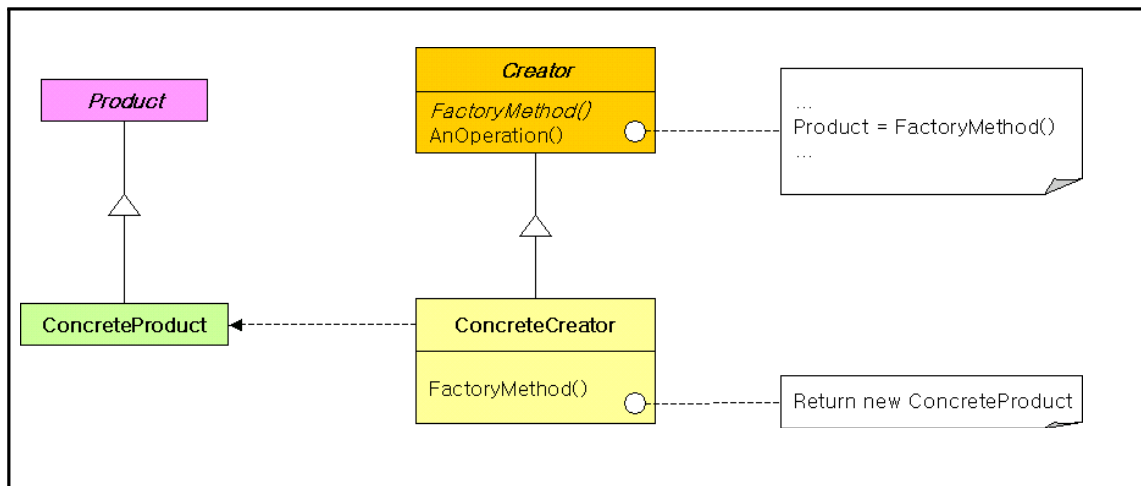 Product
Creator
FactoryMethod()
AnOperation()
...
Product = FactoryMethod()
...
ConcreteProduct
ConcreteCreator
FactoryMethod()
Return new ConcreteProduct